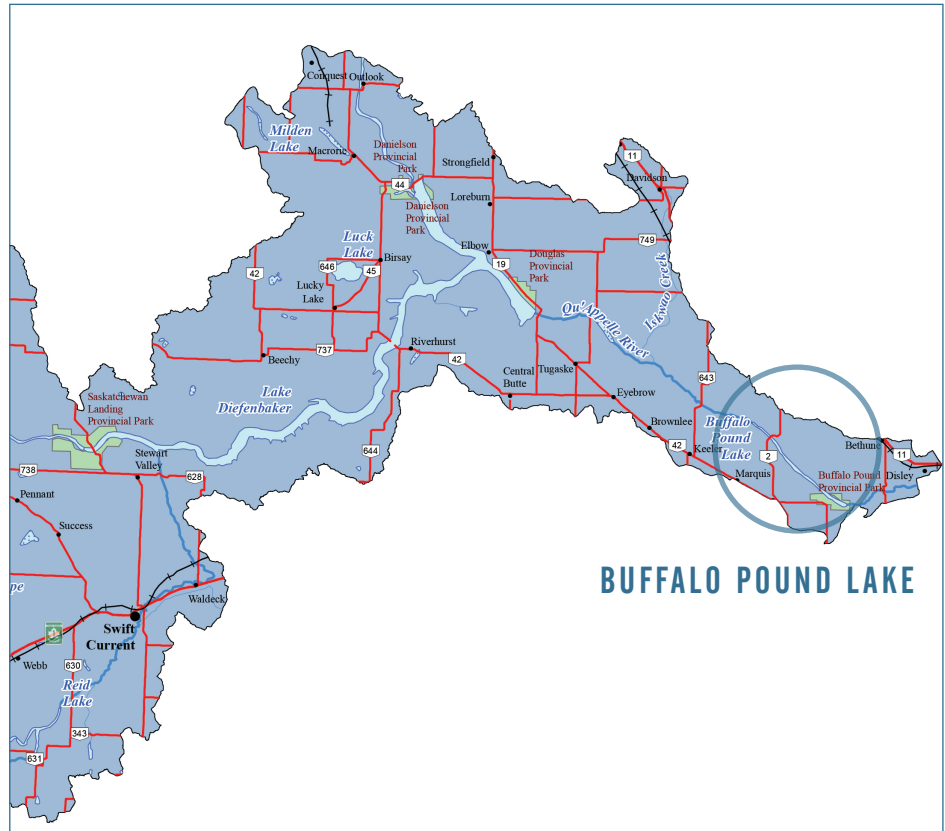 Conquest
Outlook
Milden
Lake
Macrorie
Danielson
Provincial
Park
44
Danielson
Provincial
Park
Strongfield
Loreburn
11
Davidson
749
Iskwao Creek
Luck
Lake
646
45
Birsay
Lucky
Lake
42
Elbow
19
Douglas
Provincial
Park
Qu'Appelle River
737
Beechy
Riverhurst
42
Central
Butte
Tugaske
Eyebrow
643
Lake
Diefenbaker
Brownlee
42
Keeler
Buffalo
Pound
Lake
2
Marquis
Bethune
11
Disley
Buffalo Pound
Provincial Park
Saskatchewan
Landing
Provincial Park
644
Stewart
Valley
738
628
Pennant
Success
BUFFALO POUND LAKE
pe
Waldeck
Swift
Current
Webb
630
Reid
Lake
343
631